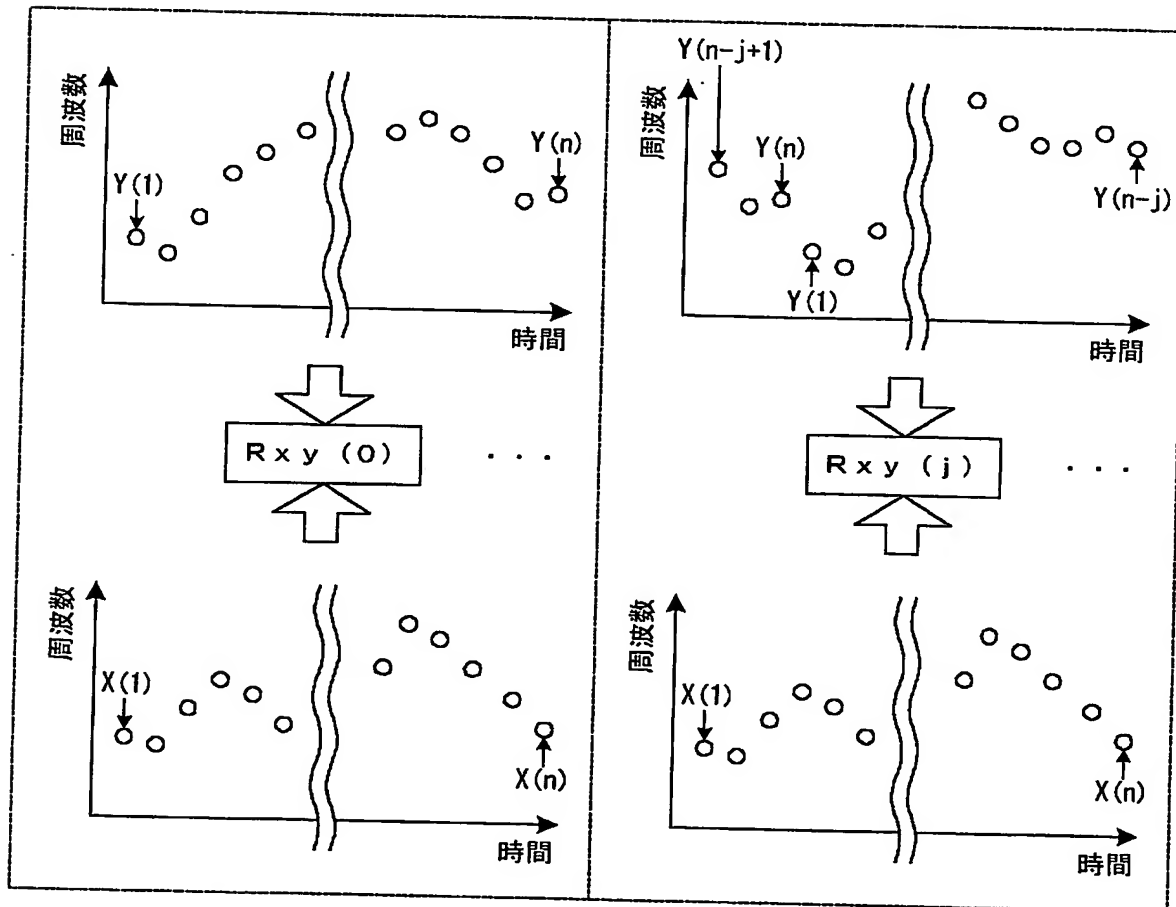 周波数
Y(1)
Y(n)
時間
Rxy(0)
・・・
周波数
X(1)
X(n)
時間
周波数
Y(n-j+1)
Y(n)
Y(1)
Y(n-j)
時間
Rxy(j)
・・・
周波数
X(1)
X(n)
時間